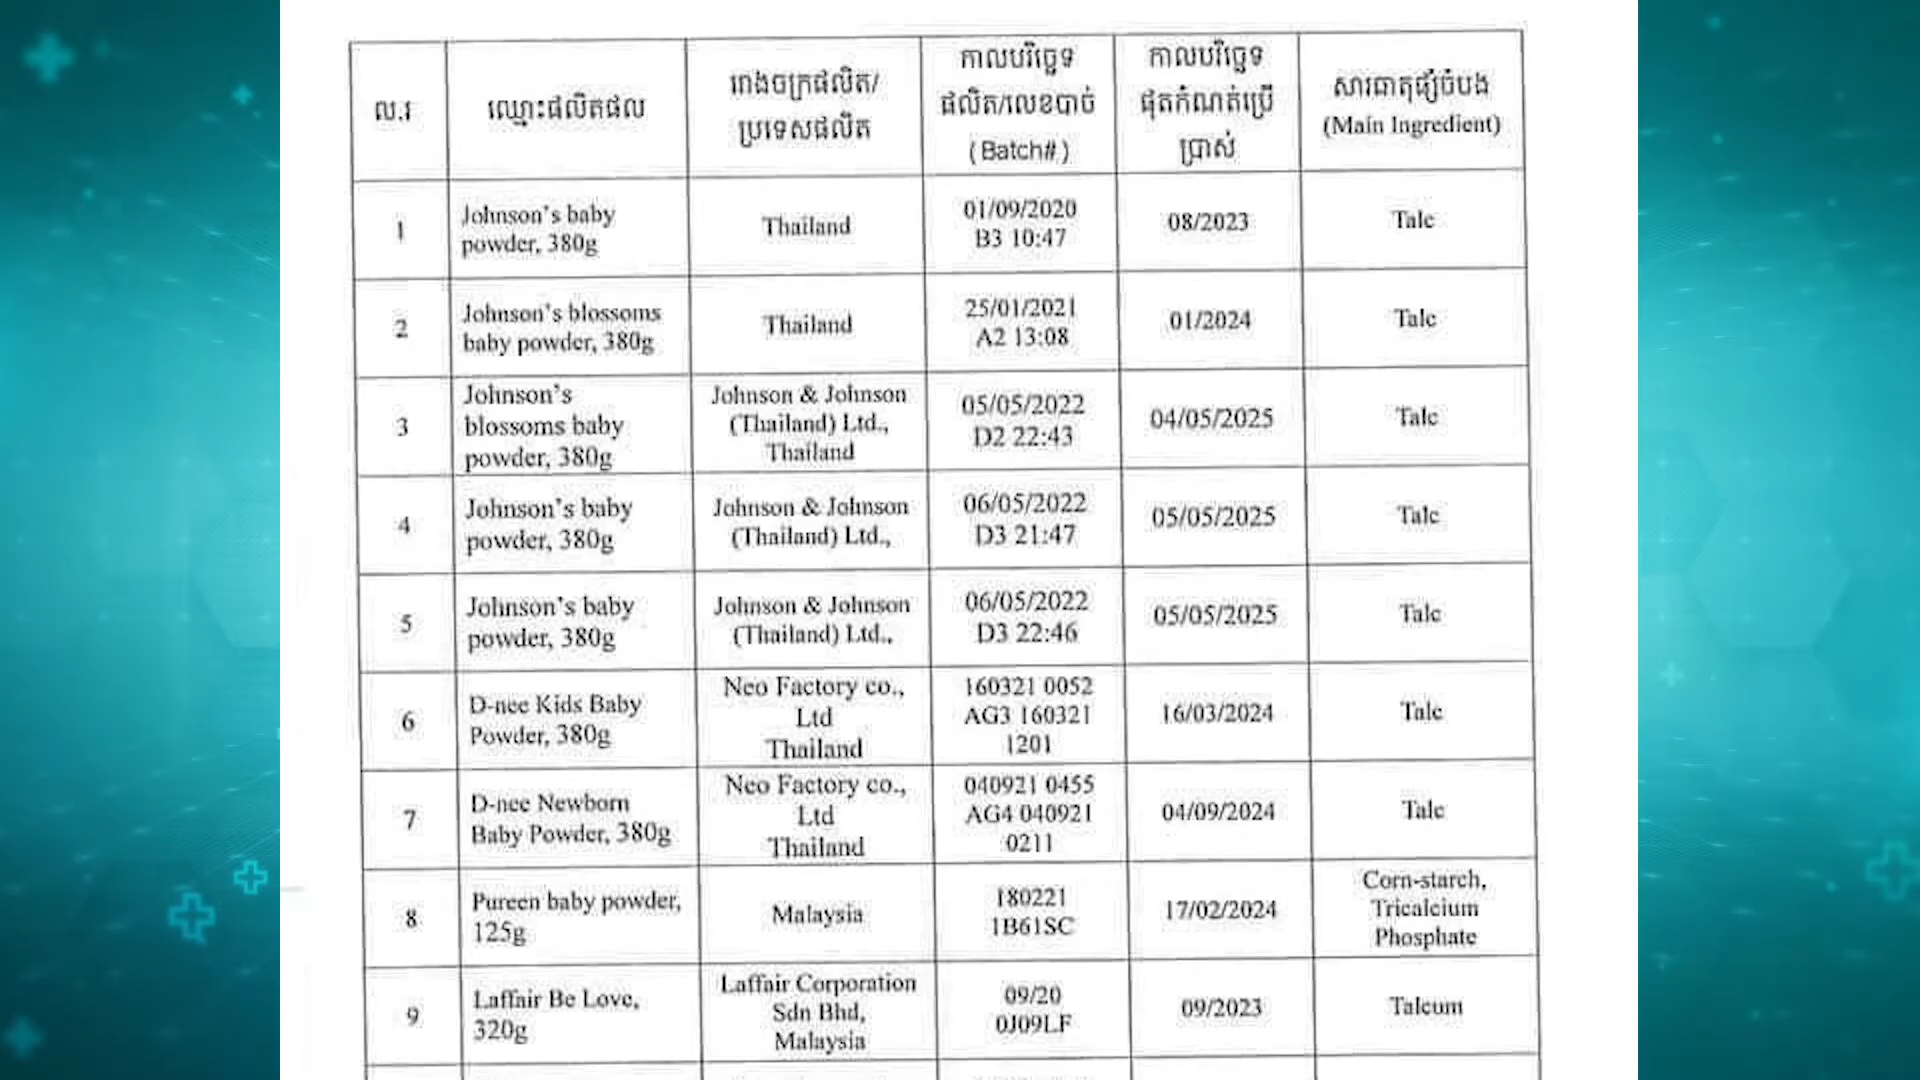 ល.រ
ឈ្មោះផលិតផល
រោងចក្រផលិត/
ប្រទេសផលិត
កាលបរិច្ឆេទ
ផលិត/លេខបាច់
(Batch#)
កាលបរិច្ឆេទ
ផុតកំណត់ប្រើ
ប្រាស់
សារធាតុផ្សំចំបង
(Main Ingredient)
1
Johnson's baby
powder, 380g
Thailand
01/09/2020
B3 10:47
08/2023
Talc
2
Johnson's blossoms
baby powder, 380g
Thailand
25/01/2021
A2 13:08
01/2024
Talc
3
Johnson's
blossoms baby
powder, 380g
Johnson & Johnson
(Thailand) Ltd.,
Thailand
05/05/2022
D2 22:43
04/05/2025
Talc
4
Johnson's baby
powder, 380g
Johnson & Johnson
(Thailand) Ltd.,
06/05/2022
D3 21:47
05/05/2025
Talc
5
Johnson's baby
powder, 380g
Johnson & Johnson
(Thailand) Ltd.,
06/05/2022
D3 22:46
05/05/2025
Talc
6
D-nee Kids Baby
Powder, 380g
Neo Factory co.,
Ltd
Thailand
160321 0052
AG3 160321
1201
16/03/2024
Talc
7
D-nee Newborn
Baby Powder, 380g
Neo Factory co.,
Ltd
Thailand
040921 0455
AG4 040921
0211
04/09/2024
Talc
8
Pureen baby powder,
125g
Malaysia
180221
1B61SC
17/02/2024
Corn-starch,
Tricalcium
Phosphate
9
Laffair Be Love,
320g
Laffair Corporation
Sdn Bhd,
Malaysia
09/20
0J09LF
09/2023
Talcum